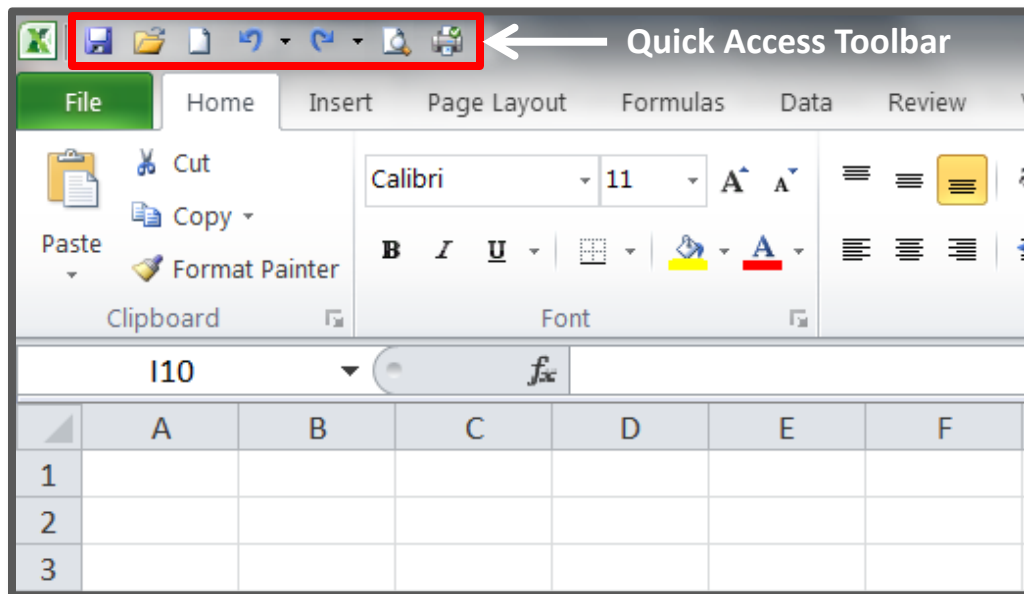 Quick Access Toolbar
File Home Insert Page Layout Formulas Data Review
Cut
Calibri 11 A A
Copy
Paste
B I U A
Format Painter
Clipboard Font
I10 fx
A B C D E F
1
2
3